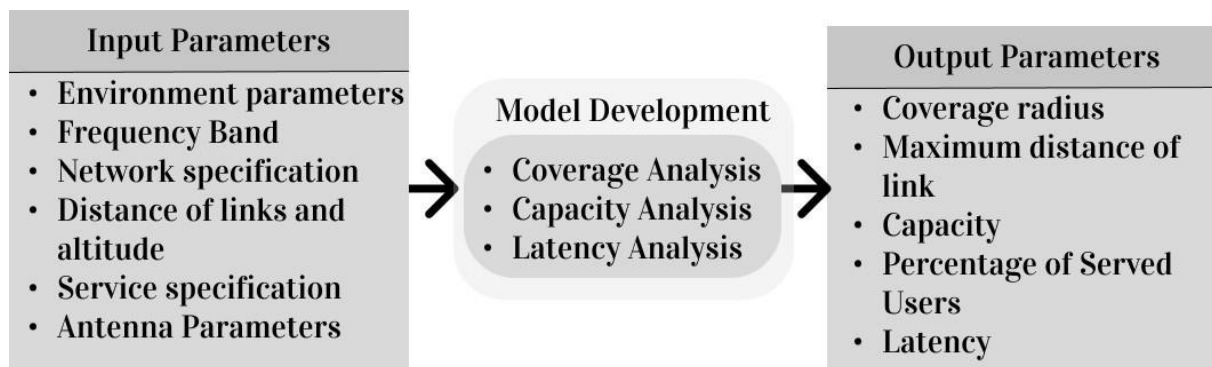 Input Parameters
• Environment parameters
• Frequency Band
• Network specification
• Distance of links and
altitude
• Service specification
• Antenna Parameters
Model Development
• Coverage Analysis
• Capacity Analysis
• Latency Analysis
Output Parameters
• Coverage radius
• Maximum distance of
link
• Capacity
• Percentage of Served
Users
• Latency